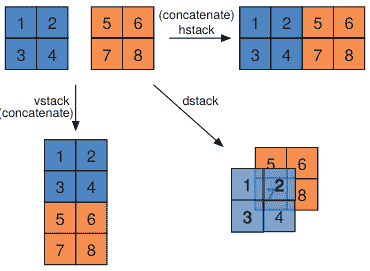 1 2 5 6 (concatenate) 1 2 5 6
hstack
3 4 7 8 3 4 7 8
vstack
(concatenate)
dstack
1 2
3 4
5 6
7 8
5 6
1 2
7 8
3 4